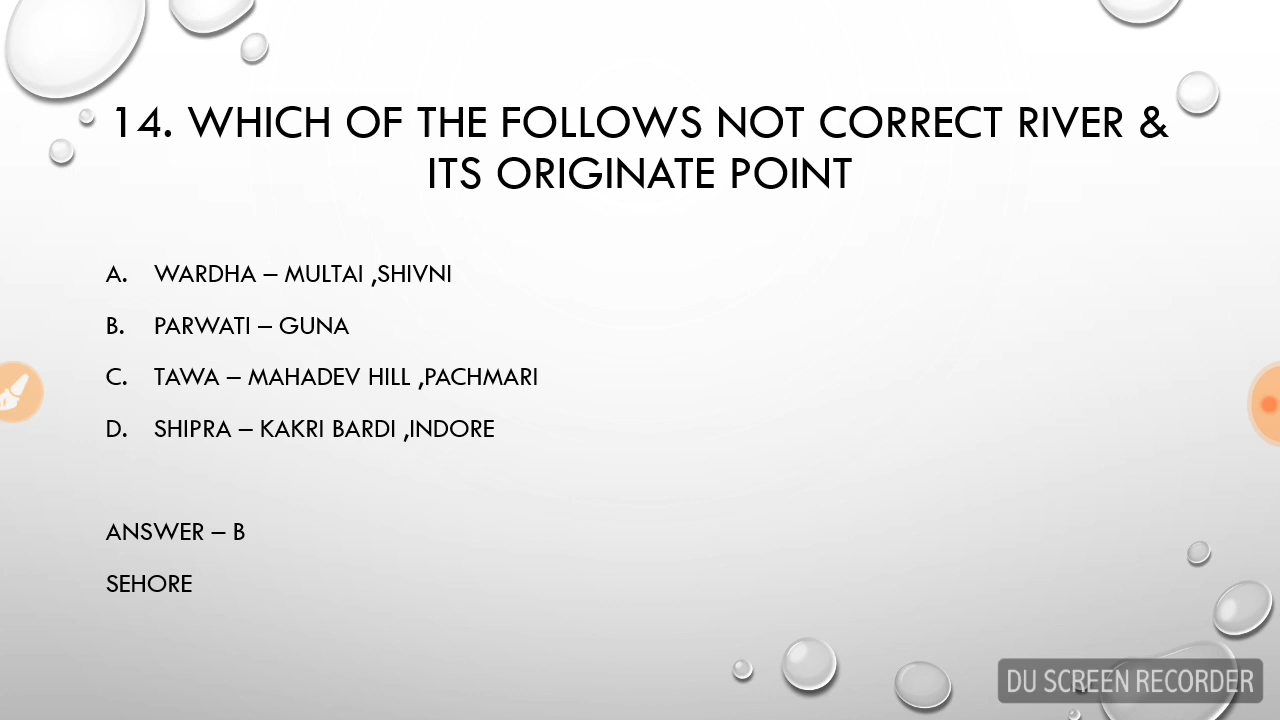 14. WHICH OF THE FOLLOWS NOT CORRECT RIVER &
ITS ORIGINATE POINT
A. WARDHA – MULTAI ,SHIVNI
B. PARWATI – GUNA
C. TAWA – MAHADEV HILL ,PACHMARI
D. SHIPRA – KAKRI BARDI ,INDORE
ANSWER – B
SEHORE
DU SCREEN RECORDER